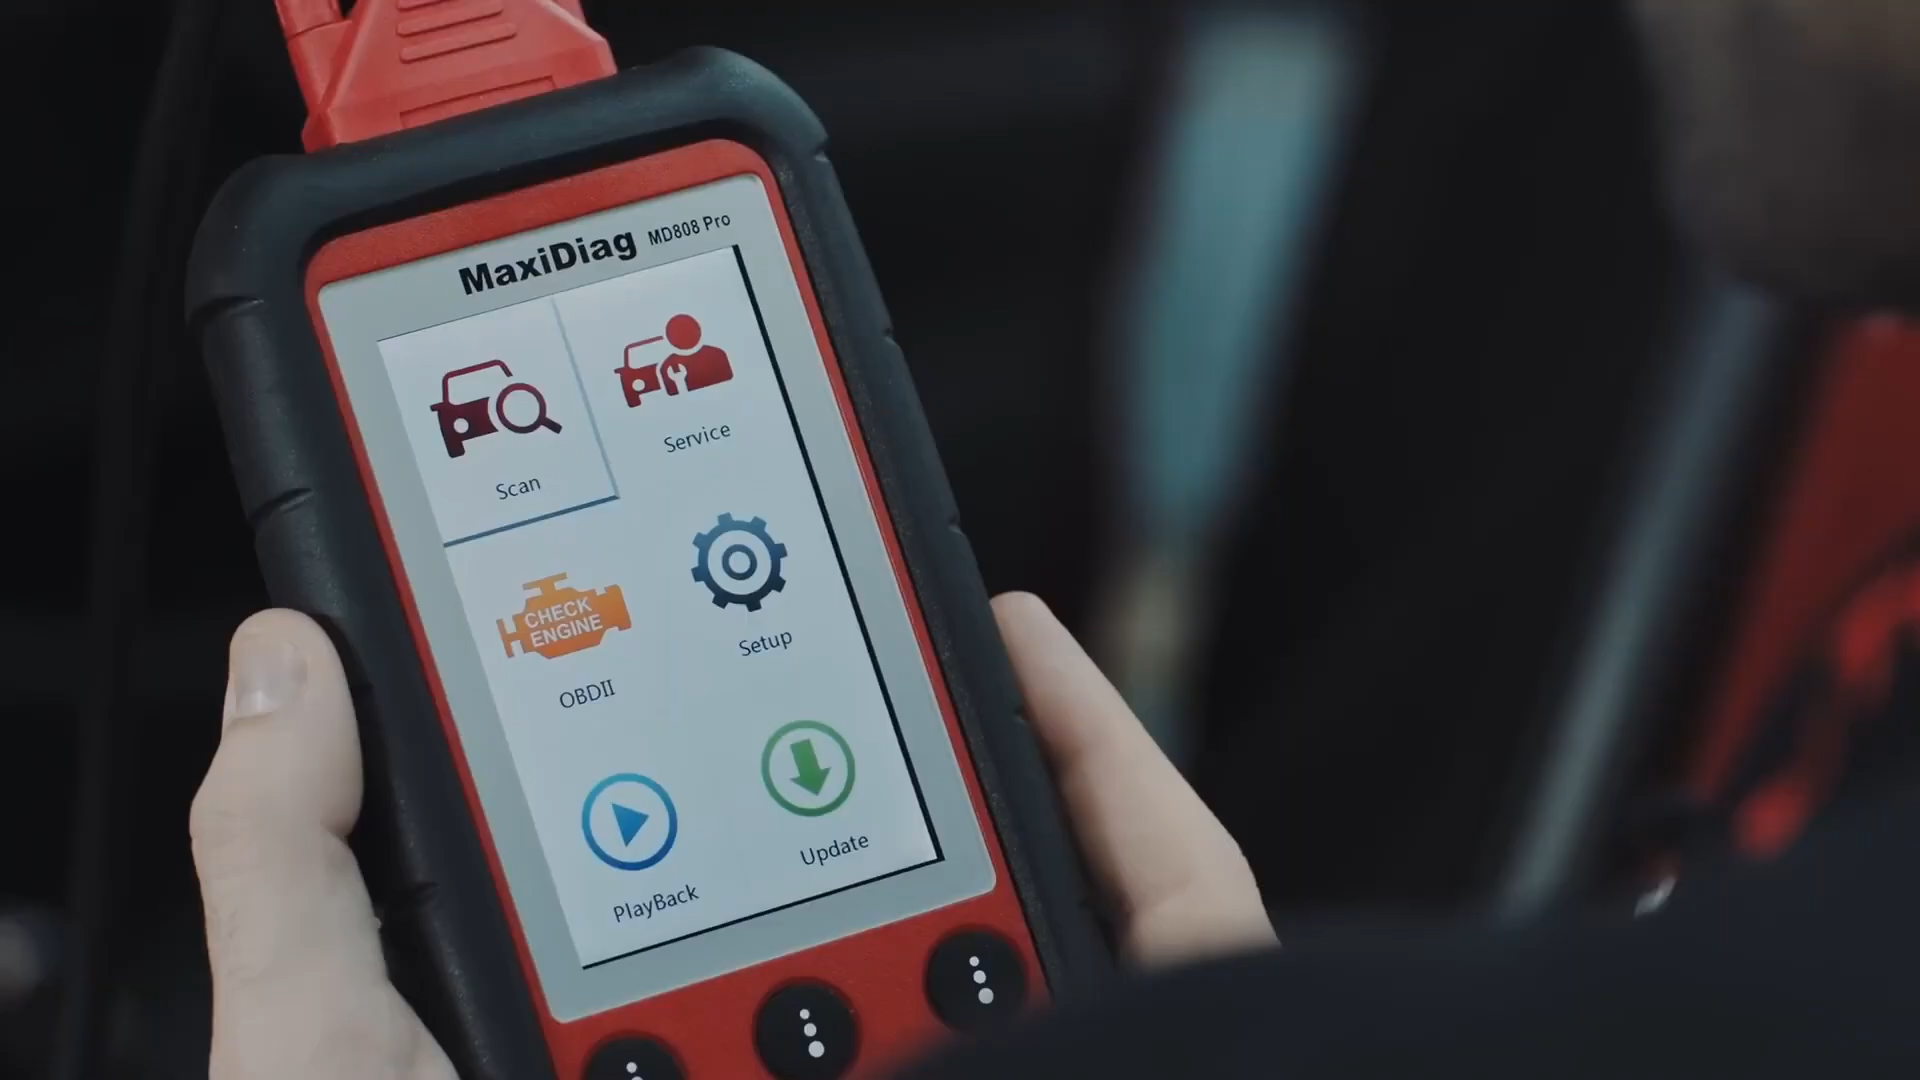 MaxiDiag MD808 Pro
Scan
Service
CHECK
ENGINE
OBDII
Setup
PlayBack
Update